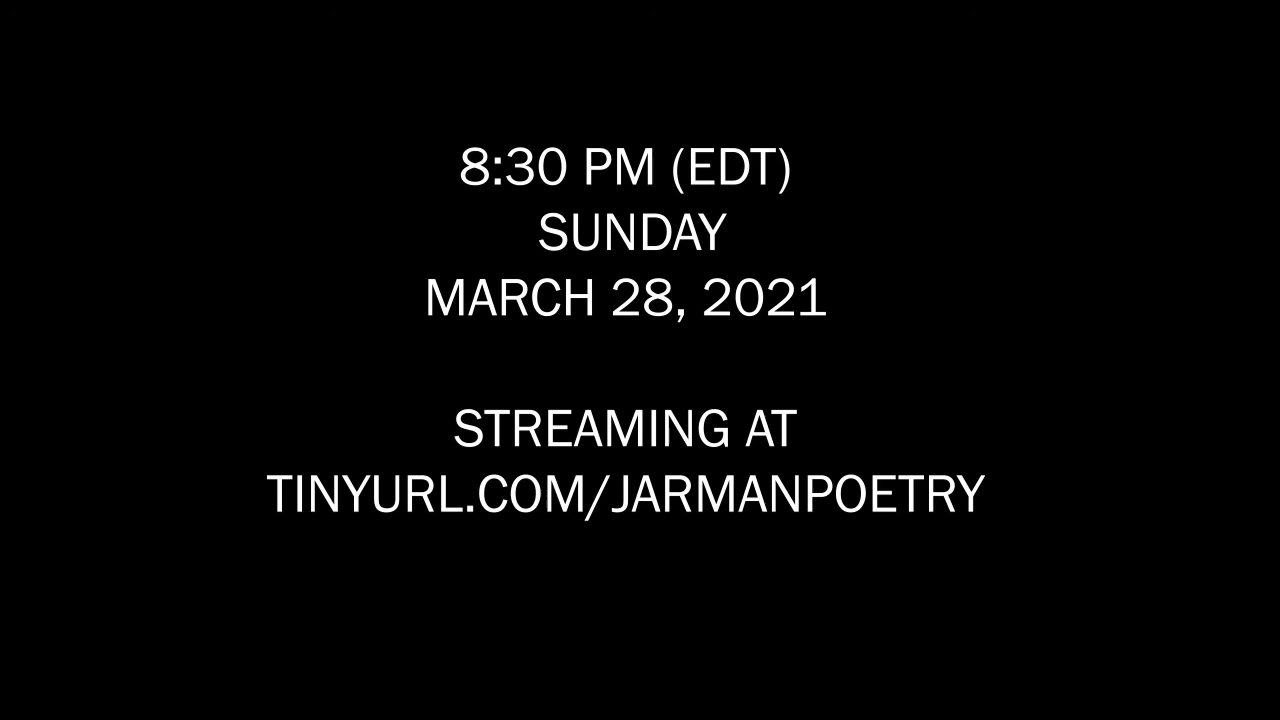 8:30 PM (EDT)
SUNDAY
MARCH 28, 2021
STREAMING AT
TINYURL.COM/JARMANPOETRY